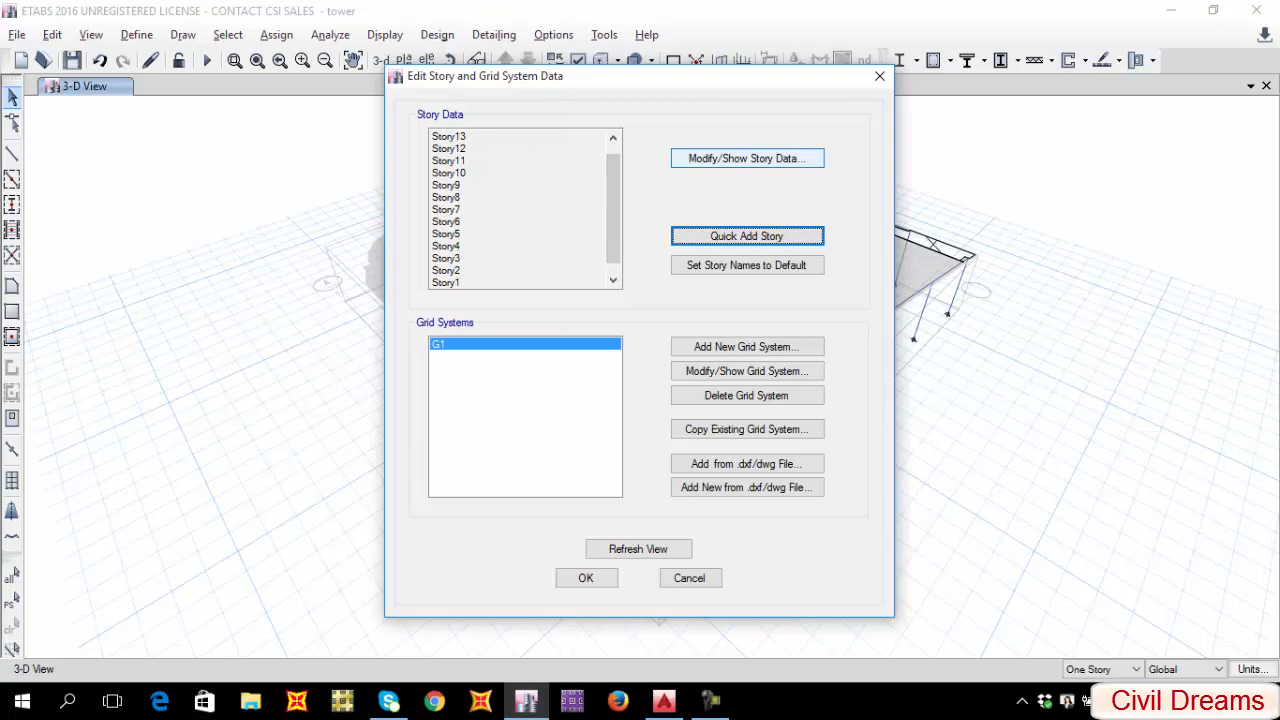 ETABS 2016 UNREGISTERED LICENSE - CONTACT CSI SALES - tower
File Edit View Define Draw Select Assign Analyze Display Design Detailing Options Tools Help
3-d
3-D View
Edit Story and Grid System Data
Story Data
Story13
Story12
Story11
Story10
Story9
Story8
Story7
Story6
Story5
Story4
Story3
Story2
Story1
Modify/Show Story Data...
Quick Add Story
Set Story Names to Default
Grid Systems
G1
Add New Grid System...
Modify/Show Grid System...
Delete Grid System
Copy Existing Grid System...
Add from .dxf/dwg File...
Add New from .dxf/dwg File...
Refresh View
OK Cancel
all
PS
clr
3-D View One Story Global Units...
Civil Dreams